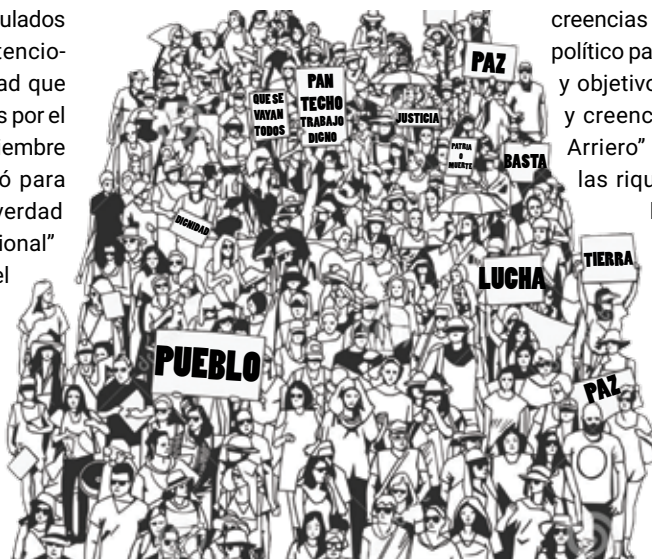 ulados
tencio-
ad que
s por el
iembre
ó para
verdad
ional”
el
PAZ
PAN
TECHO
TRABAJO
DIGNO
QUE SE
VAYAN
TODOS
JUSTICIA
PATRIA
O
MUERTE
BASTA
DIGNIDAD
TIERRA
LUCHA
PUEBLO
PAZ
creencias
político pa
y objetivo
y creenc
Arriero”
las riqu